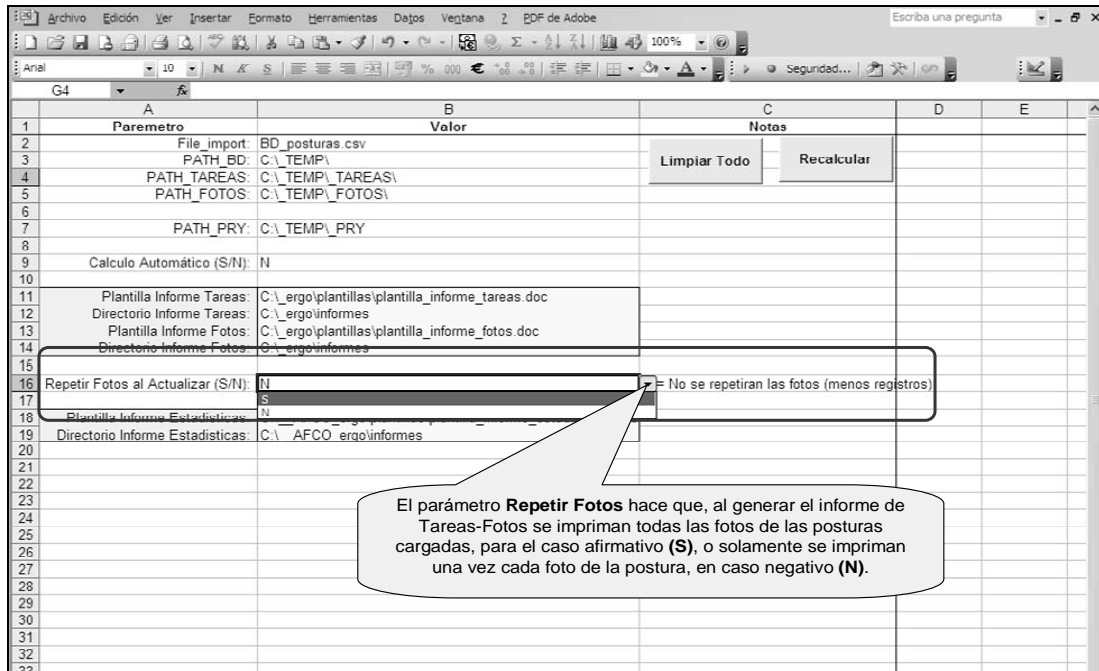 Archivo Edición Ver Insertar Formato Herramientas Datos Ventana ? PDF de Adobe Escriba una pregunta
100%
Arial 10 N K S % 000 € Seguridad...
G4 fx
A B C D E
1 Paremetro Valor Notas
2 File_import: BD_posturas.csv
3 PATH_BD: C:\_TEMP\
Limpiar Todo Recalcular
4 PATH_TAREAS: C:\_TEMP\_TAREAS\
5 PATH_FOTOS: C:\_TEMP\_FOTOS\
6
7 PATH_PRY: C:\_TEMP\_PRY
8
9 Calculo Automático (S/N): N
10
11 Plantilla Informe Tareas: C:\_ergo\plantillas\plantilla_informe_tareas.doc
12 Directorio Informe Tareas: C:\_ergo\informes
13 Plantilla Informe Fotos: C:\_ergo\plantillas\plantilla_informe_fotos.doc
14 Directorio Informe Fotos: C:\_ergo\informes
15
16 Repetir Fotos al Actualizar (S/N): N = No se repetiran las fotos (menos registros)
17 S
N
18 Plantilla Informe Estadisticas:
19 Directorio Informe Estadisticas: C:\__AFCO_ergo\informes
20
21
22
23
24
25
26
27
28
29
30
31
32
33
El parámetro Repetir Fotos hace que, al generar el informe de
Tareas-Fotos se impriman todas las fotos de las posturas
cargadas, para el caso afirmativo (S), o solamente se impriman
una vez cada foto de la postura, en caso negativo (N).